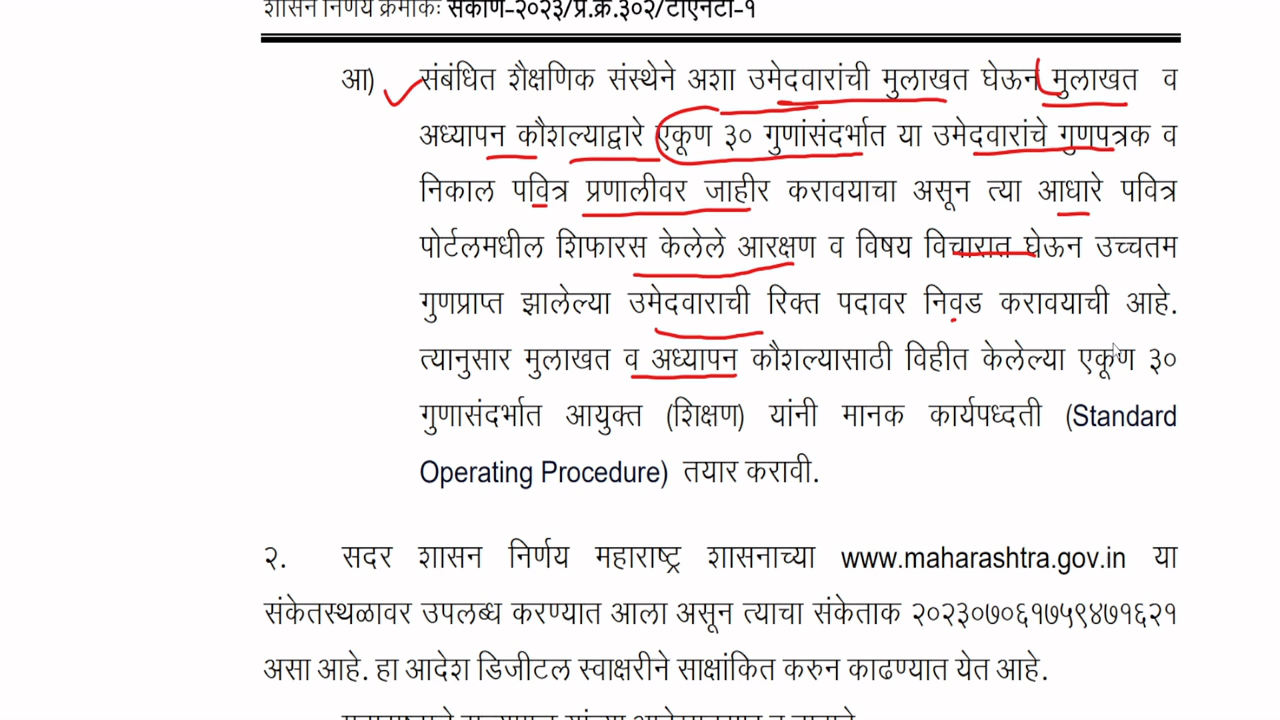 शासन निर्णय क्रमांकः संकीर्ण-२०२३/प्र.क्र.३०२/टीएनटी-१
आ) संबंधित शैक्षणिक संस्थेने अशा उमेदवारांची मुलाखत घेऊन मुलाखत व
अध्यापन कौशल्याद्वारे एकूण ३० गुणांसंदर्भात या उमेदवारांचे गुणपत्रक व
निकाल पवित्र प्रणालीवर जाहीर करावयाचा असून त्या आधारे पवित्र
पोर्टलमधील शिफारस केलेले आरक्षण व विषय विचारात घेऊन उच्चतम
गुणप्राप्त झालेल्या उमेदवाराची रिक्त पदावर निवड करावयाची आहे.
त्यानुसार मुलाखत व अध्यापन कौशल्यासाठी विहीत केलेल्या एकूण ३०
गुणासंदर्भात आयुक्त (शिक्षण) यांनी मानक कार्यपध्दती (Standard
Operating Procedure) तयार करावी.
२. सदर शासन निर्णय महाराष्ट्र शासनाच्या www.maharashtra.gov.in या
संकेतस्थळावर उपलब्ध करण्यात आला असून त्याचा संकेताक २०२३०७०६१७५९४७१६२१
असा आहे. हा आदेश डिजीटल स्वाक्षरीने साक्षांकित करुन काढण्यात येत आहे.